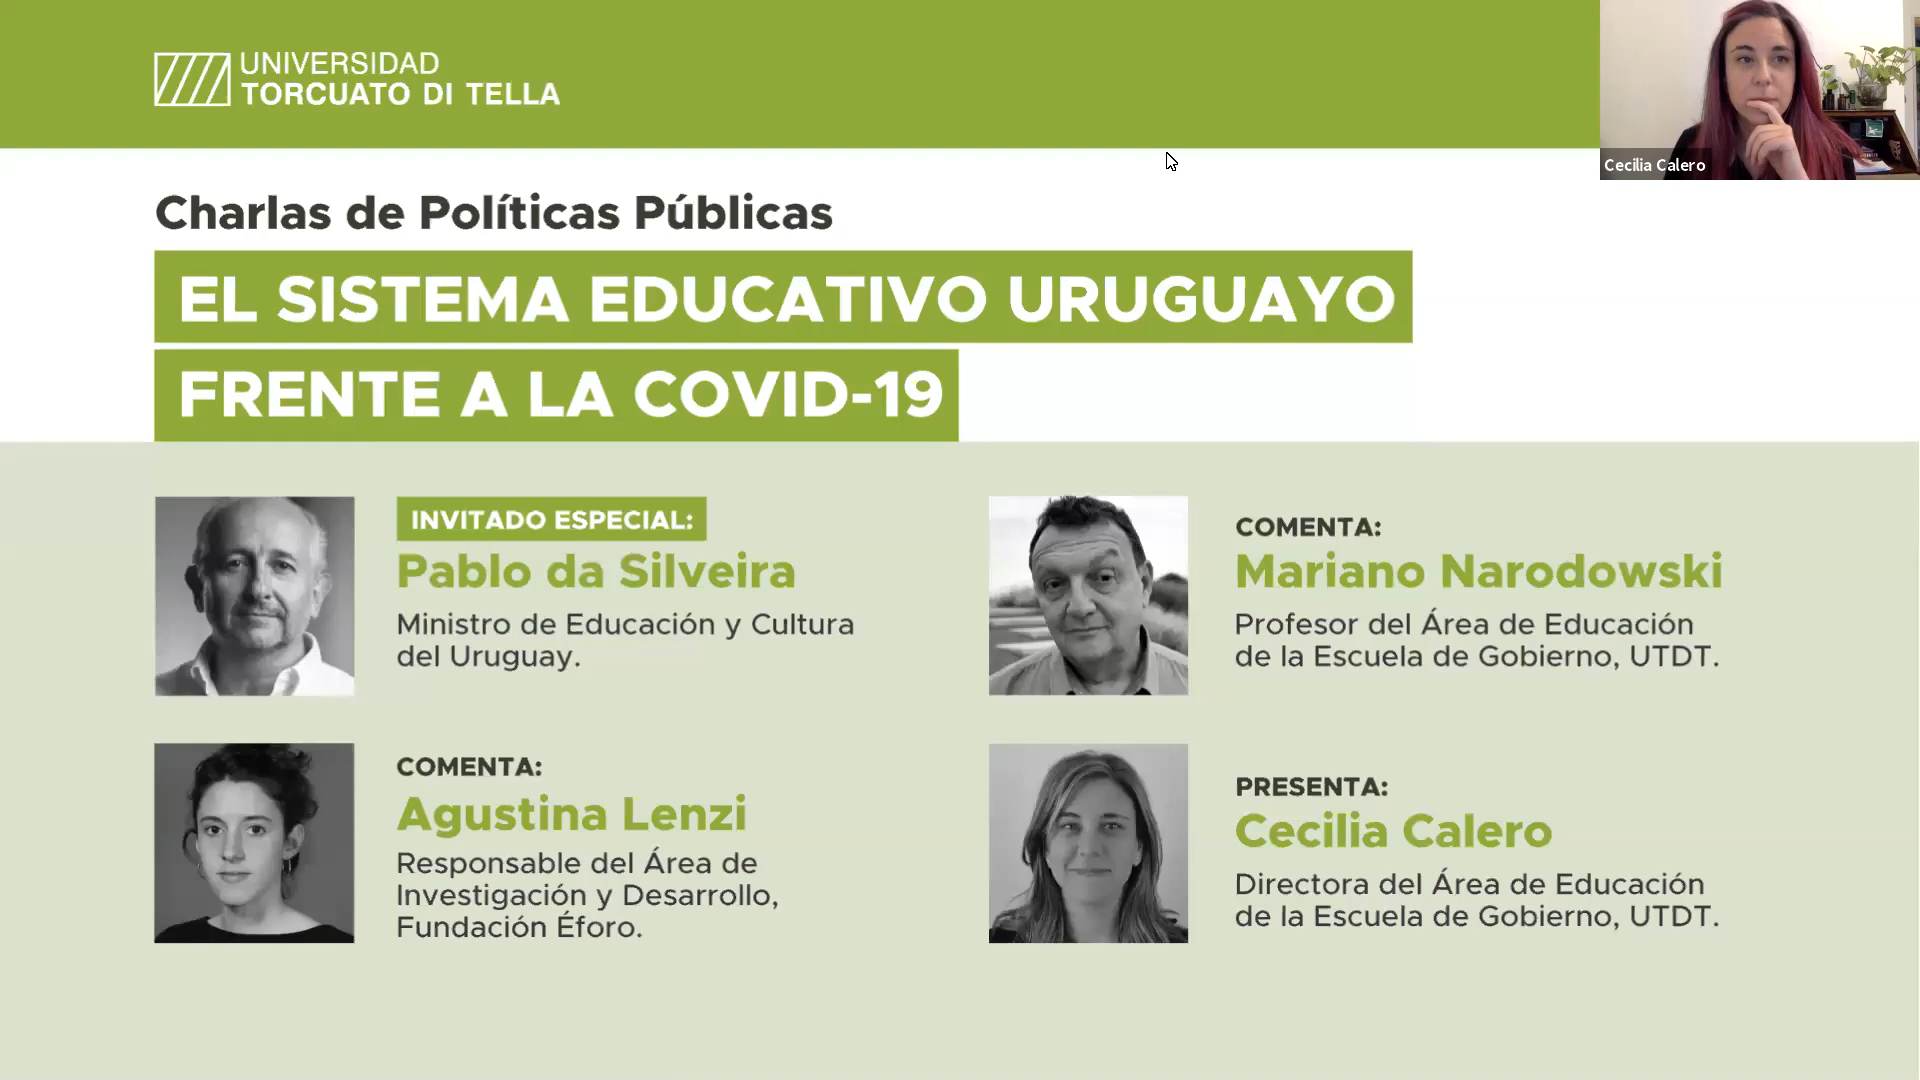 UNIVERSIDAD
TORCUATO DI TELLA
Cecilia Calero
Charlas de Políticas Públicas
EL SISTEMA EDUCATIVO URUGUAYO
FRENTE A LA COVID-19
INVITADO ESPECIAL:
Pablo da Silveira
Ministro de Educación y Cultura
del Uruguay.
COMENTA:
Mariano Narodowski
Profesor del Área de Educación
de la Escuela de Gobierno, UTDT.
COMENTA:
Agustina Lenzi
Responsable del Área de
Investigación y Desarrollo,
Fundación Éforo.
PRESENTA:
Cecilia Calero
Directora del Área de Educación
de la Escuela de Gobierno, UTDT.